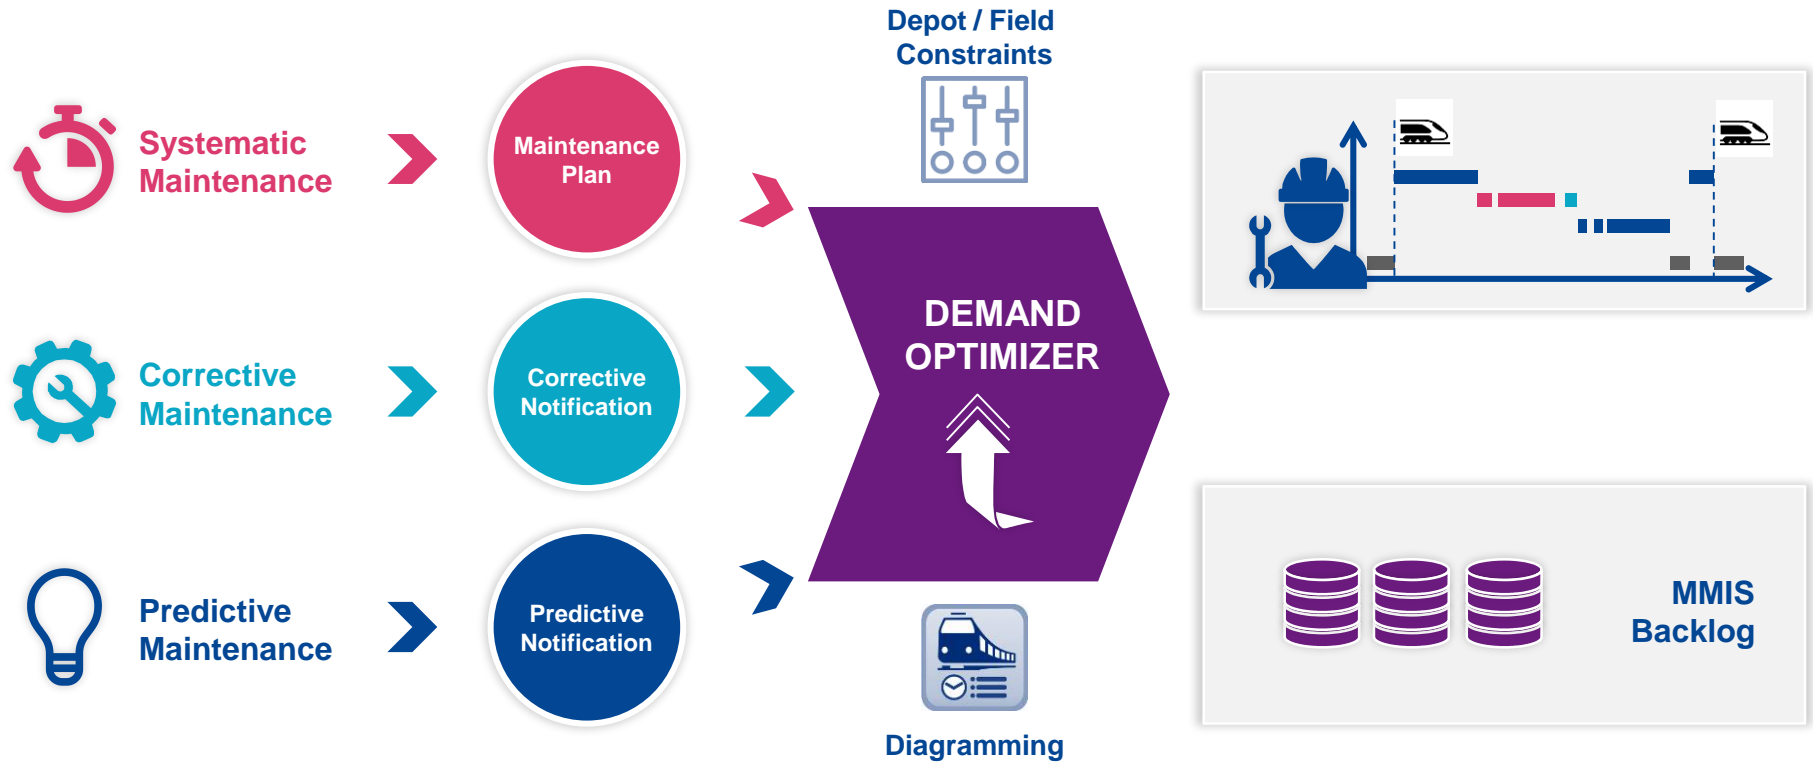 Depot / Field
Constraints
Systematic
Maintenance
Maintenance
Plan
DEMAND
OPTIMIZER
Corrective
Maintenance
Corrective
Notification
Predictive
Maintenance
Predictive
Notification
MMIS
Backlog
Diagramming